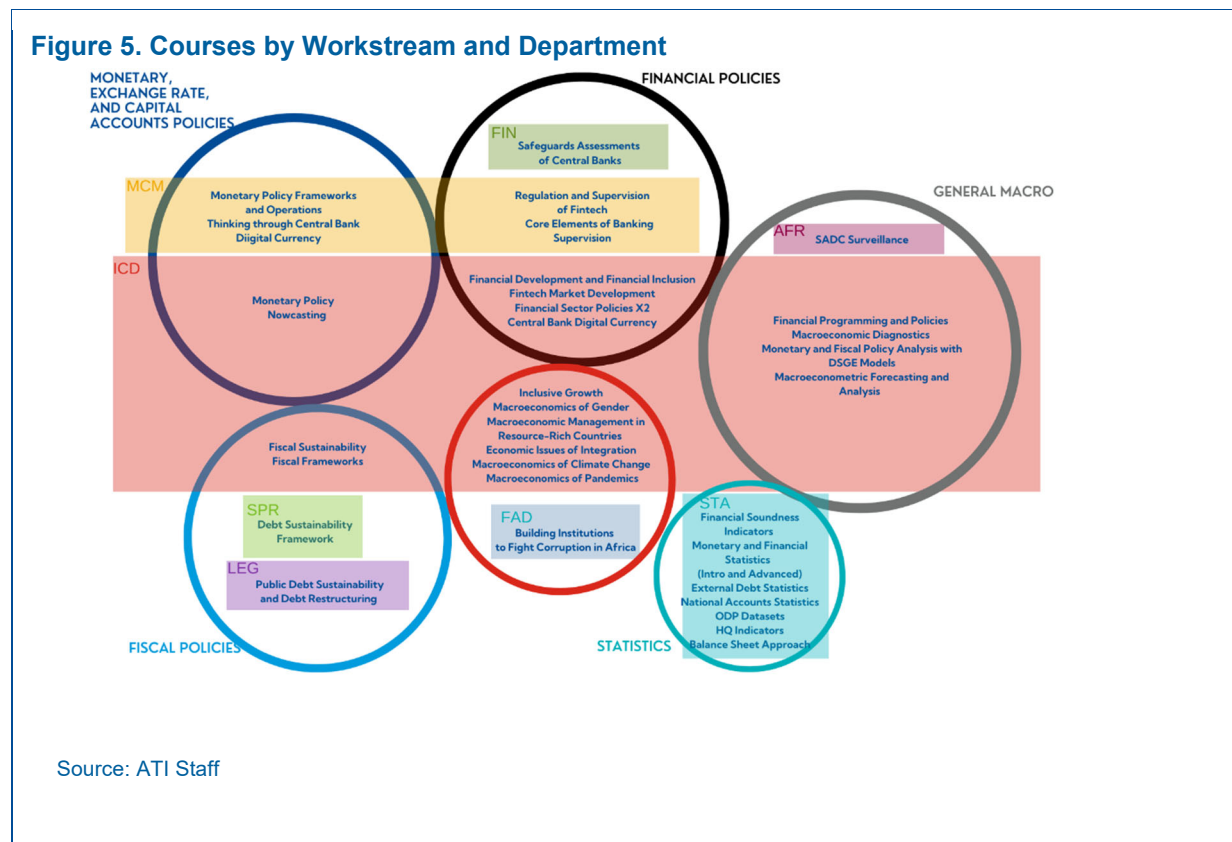 Figure 5. Courses by Workstream and Department
MONETARY,
EXCHANGE RATE,
AND CAPITAL
ACCOUNTS POLICIES
FINANCIAL POLICIES
FIN
Safeguards Assessments
of Central Banks
MCM
Monetary Policy Frameworks
and Operations
Thinking through Central Bank
Diigital Currency
Regulation and Supervision
of Fintech
Core Elements of Banking
Supervision
GENERAL MACRO
AFR
SADC Surveillance
ICD
Monetary Policy
Nowcasting
Financial Development and Financial Inclusion
Fintech Market Development
Financial Sector Policies X2
Central Bank Digital Currency
Financial Programming and Policies
Macroeconomic Diagnostics
Monetary and Fiscal Policy Analysis with
DSGE Models
Macroeconometric Forecasting and
Analysis
Inclusive Growth
Macroeconomics of Gender
Macroeconomic Management in
Resource-Rich Countries
Economic Issues of Integration
Macroeconomics of Climate Change
Macroeconomics of Pandemics
Fiscal Sustainability
Fiscal Frameworks
SPR
Debt Sustainability
Framework
LEG
Public Debt Sustainability
and Debt Restructuring
FISCAL POLICIES
FAD
Building Institutions
to Fight Corruption in Africa
STA
Financial Soundness
Indicators
Monetary and Financial
Statistics
(Intro and Advanced)
External Debt Statistics
National Accounts Statistics
ODP Datasets
HQ Indicators
Balance Sheet Approach
STATISTICS
Source: ATI Staff